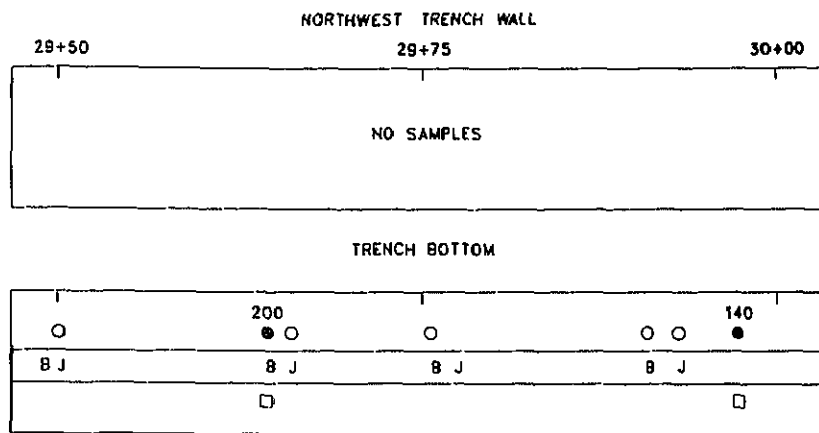 NORTHWEST TRENCH WALL
29+50 29+75 30+00
NO SAMPLES
TRENCH BOTTOM
200 140
B J B J B J B J